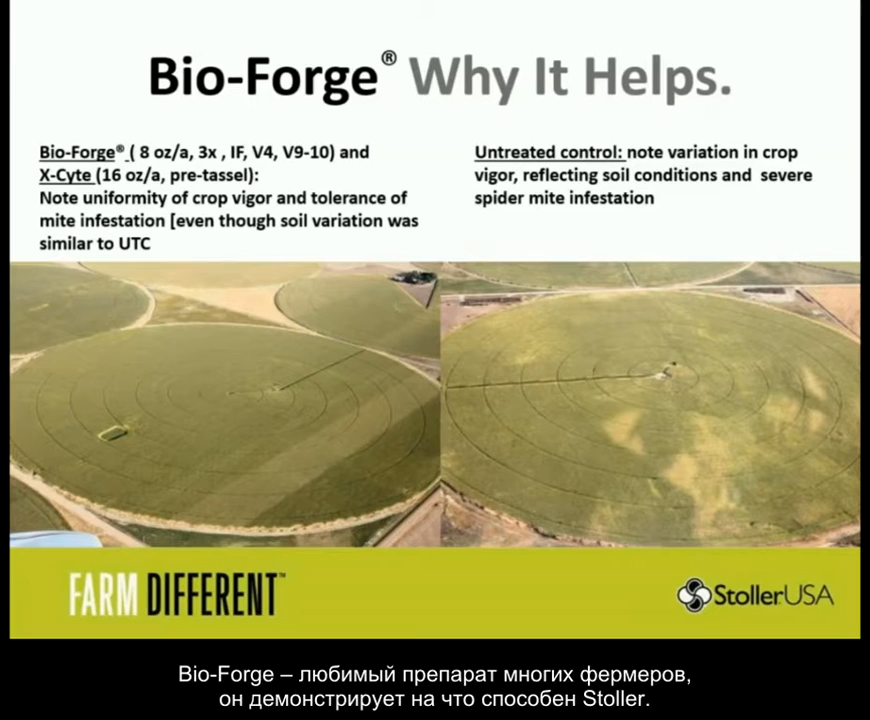 Bio-Forge® Why It Helps.
Bio-Forge® ( 8 oz/a, 3x , IF, V4, V9-10) and
X-Cyte (16 oz/a, pre-tassel):
Note uniformity of crop vigor and tolerance of
mite infestation [even though soil variation was
similar to UTC
Untreated control: note variation in crop
vigor, reflecting soil conditions and severe
spider mite infestation
FARM DIFFERENT™
StollerUSA
Bio-Forge – любимый препарат многих фермеров,
он демонстрирует на что способен Stoller.